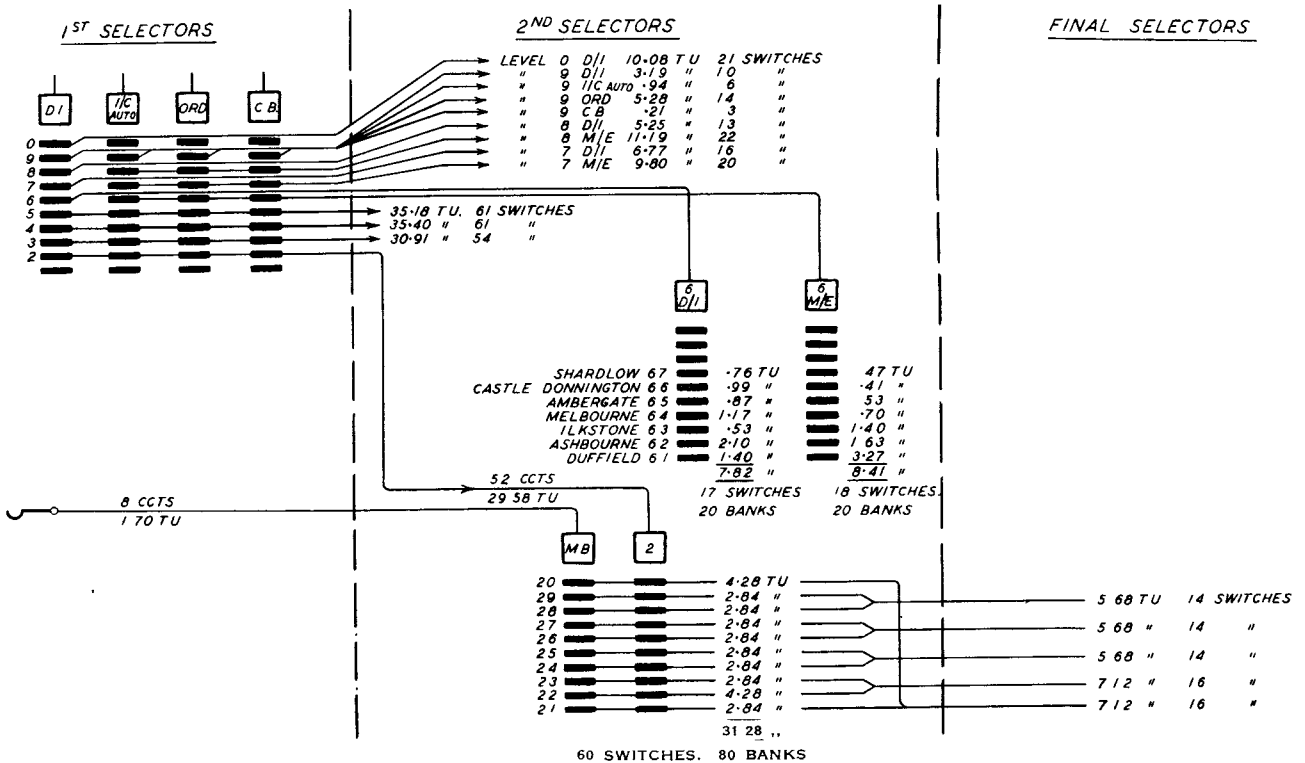 1ST SELECTORS
2ND SELECTORS
FINAL SELECTORS
DI
I/C AUTO
ORD
C B.
0
9
8
7
6
5
4
3
2
LEVEL 0 D/I 10·08 TU 21 SWITCHES
" 9 D/I 3·19 " 10 "
" 9 I/C AUTO ·94 " 6 "
" 9 ORD 5·28 " 14 "
" 9 C B ·21 " 3 "
" 8 D/I 5·25 " 13 "
" 8 M/E 11·19 " 22 "
" 7 D/I 6·77 " 16 "
" 7 M/E 9·80 " 20 "
35·18 TU. 61 SWITCHES
35·40 " 61 "
30·91 " 54 "
6 D/I
6 M/E
SHARDLOW 67 ·76 TU 47 TU
CASTLE DONNINGTON 66 ·99 " ·41 "
AMBERGATE 65 ·87 " 53 "
MELBOURNE 64 1·17 " ·70 "
ILKSTONE 63 ·53 " 1·40 "
ASHBOURNE 62 2·10 " 1 63 "
DUFFIELD 61 1·40 " 3·27 "
7·82 " 8·41 "
17 SWITCHES 18 SWITCHES.
20 BANKS 20 BANKS
52 CCTS
29 58 TU
8 CCTS
1 70 TU
MB
2
20 4·28 TU
29 2·84 "
28 2·84 "
27 2·84 "
26 2·84 "
25 2·84 "
24 2·84 "
23 2·84 "
22 4·28 "
21 2·84 "
31 28 ,,
5 68 TU 14 SWITCHES
5 68 " 14 "
5 68 " 14 "
7 12 " 16 "
7 12 " 16 "
60 SWITCHES. 80 BANKS